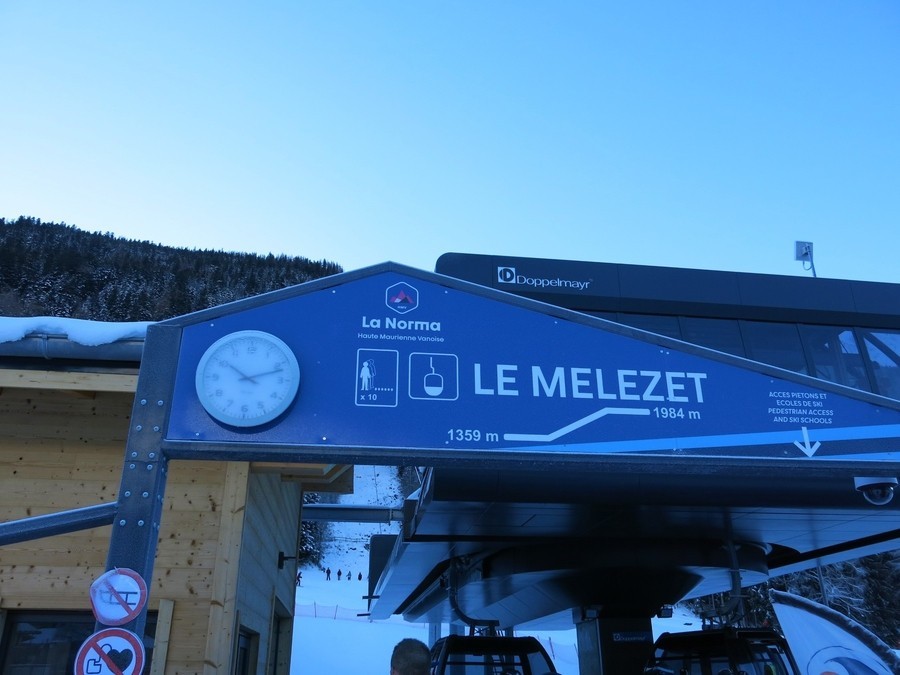 Doppelmayr
La Norma
Haute Maurienne Vanoise
x 10
LE MELEZET
1359 m
1984 m
ACCES PIETONS ET
ECOLES DE SKI
PEDESTRIAN ACCESS
AND SKI SCHOOLS